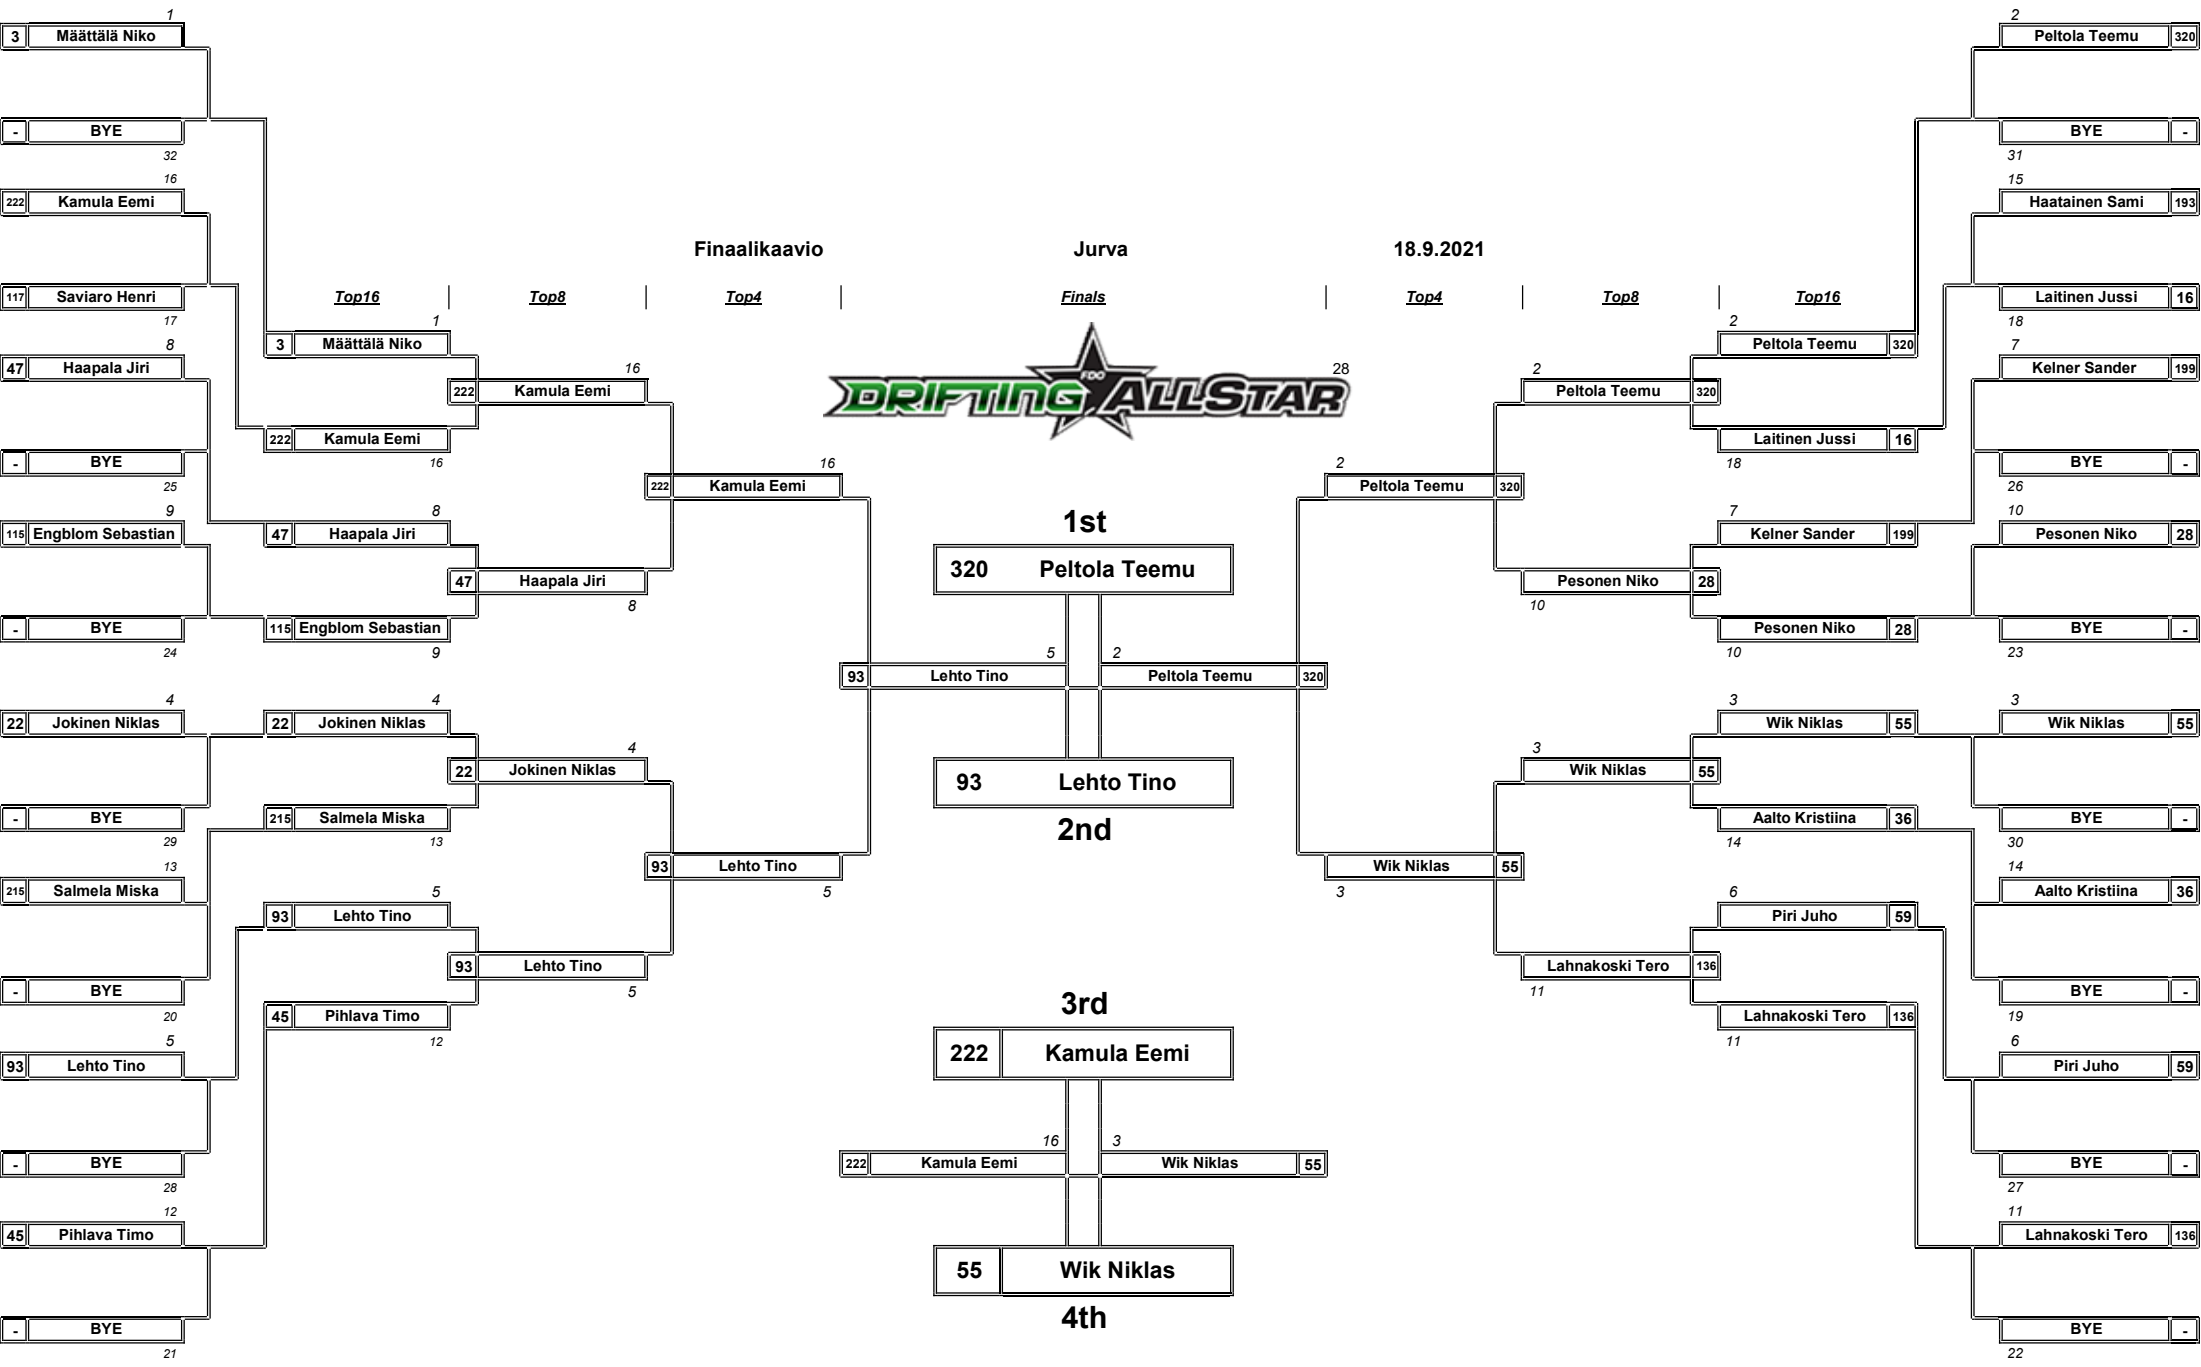 1
3 Määttälä Niko
- BYE
32
16
222 Kamula Eemi
117 Saviaro Henri
17
8
47 Haapala Jiri
- BYE
25
9
115 Engblom Sebastian
- BYE
24
4
22 Jokinen Niklas
- BYE
29
13
215 Salmela Miska
- BYE
20
5
93 Lehto Tino
- BYE
28
12
45 Pihlava Timo
- BYE
21
Finaalikaavio Jurva 18.9.2021
Top16 Top8 Top4 Finals Top4 Top8 Top16
1
3 Määttälä Niko
222 Kamula Eemi
16
8
47 Haapala Jiri
115 Engblom Sebastian
9
4
22 Jokinen Niklas
215 Salmela Miska
13
5
93 Lehto Tino
45 Pihlava Timo
12
16
222 Kamula Eemi
47 Haapala Jiri
8
4
22 Jokinen Niklas
93 Lehto Tino
5
16
222 Kamula Eemi
93 Lehto Tino
5
FDO
DRIFTING ALLSTAR
28
1st
320 Peltola Teemu
5 2
93 Lehto Tino Peltola Teemu 320
93 Lehto Tino
2nd
3rd
222 Kamula Eemi
16 3
222 Kamula Eemi Wik Niklas 55
55 Wik Niklas
4th
2
Peltola Teemu 320
Wik Niklas 55
3
2
Peltola Teemu 320
Pesonen Niko 28
10
3
Wik Niklas 55
Lahnakoski Tero 136
11
2
Peltola Teemu 320
Laitinen Jussi 16
18
7
Kelner Sander 199
Pesonen Niko 28
10
3
Wik Niklas 55
Aalto Kristiina 36
14
6
Piri Juho 59
Lahnakoski Tero 136
11
2
Peltola Teemu 320
BYE -
31
15
Haatainen Sami 193
Laitinen Jussi 16
18
7
Kelner Sander 199
BYE -
26
10
Pesonen Niko 28
BYE -
23
3
Wik Niklas 55
BYE -
30
14
Aalto Kristiina 36
BYE -
19
6
Piri Juho 59
BYE -
27
11
Lahnakoski Tero 136
BYE -
22